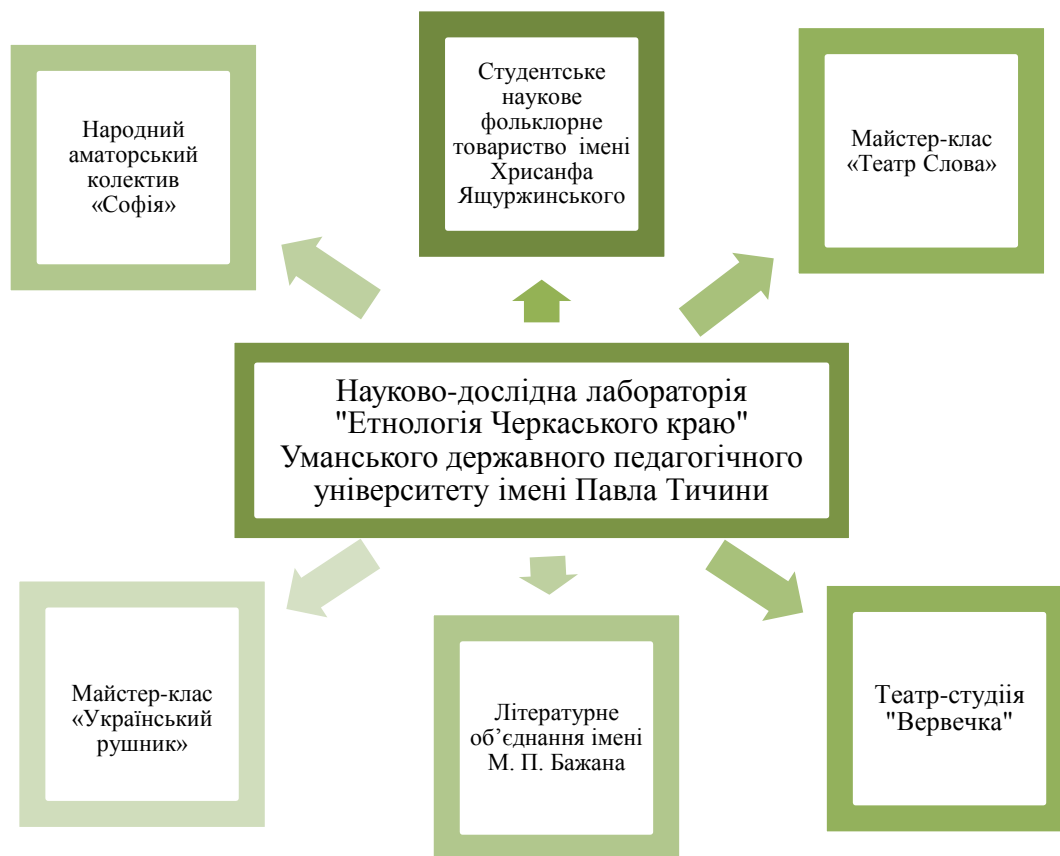 Народний
аматорський
колектив
«Софія»
Студентське
наукове
фольклорне
товариство імені
Хрисанфа
Ящуржинського
Майстер-клас
«Театр Слова»
Науково-дослідна лабораторія
"Етнологія Черкаського краю"
Уманського державного педагогічного
університету імені Павла Тичини
Майстер-клас
«Український
рушник»
Літературне
об’єднання імені
М. П. Бажана
Театр-студіія
"Вервечка"